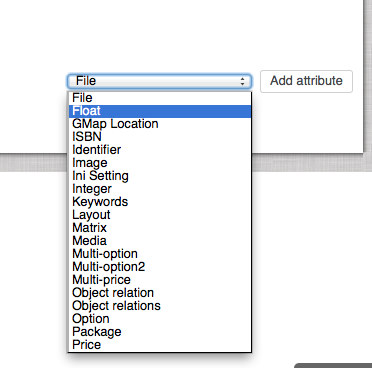 File
Add attribute
File
Float
GMap Location
ISBN
Identifier
Image
Ini Setting
Integer
Keywords
Layout
Matrix
Media
Multi-option
Multi-option2
Multi-price
Object relation
Object relations
Option
Package
Price